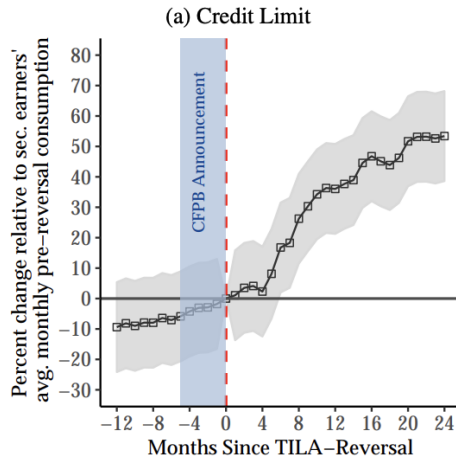 (a) Credit Limit
Percent change relative to sec. earners'
avg. monthly pre−reversal consumption
80
70
60
50
40
30
20
10
0
−10
−20
−30
CFPB Announcement
−12 −8 −4 0 4 8 12 16 20 24
Months Since TILA−Reversal